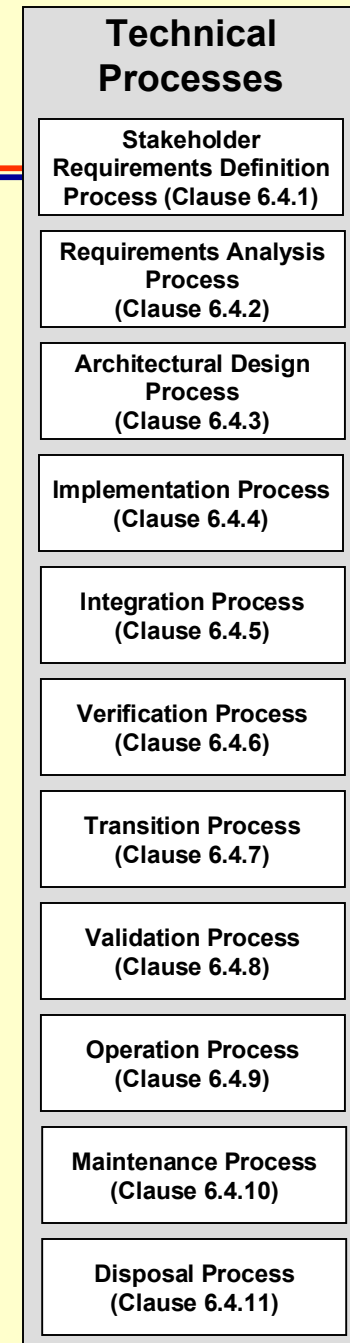 Technical
Processes
Stakeholder
Requirements Definition
Process (Clause 6.4.1)
Requirements Analysis
Process
(Clause 6.4.2)
Architectural Design
Process
(Clause 6.4.3)
Implementation Process
(Clause 6.4.4)
Integration Process
(Clause 6.4.5)
Verification Process
(Clause 6.4.6)
Transition Process
(Clause 6.4.7)
Validation Process
(Clause 6.4.8)
Operation Process
(Clause 6.4.9)
Maintenance Process
(Clause 6.4.10)
Disposal Process
(Clause 6.4.11)